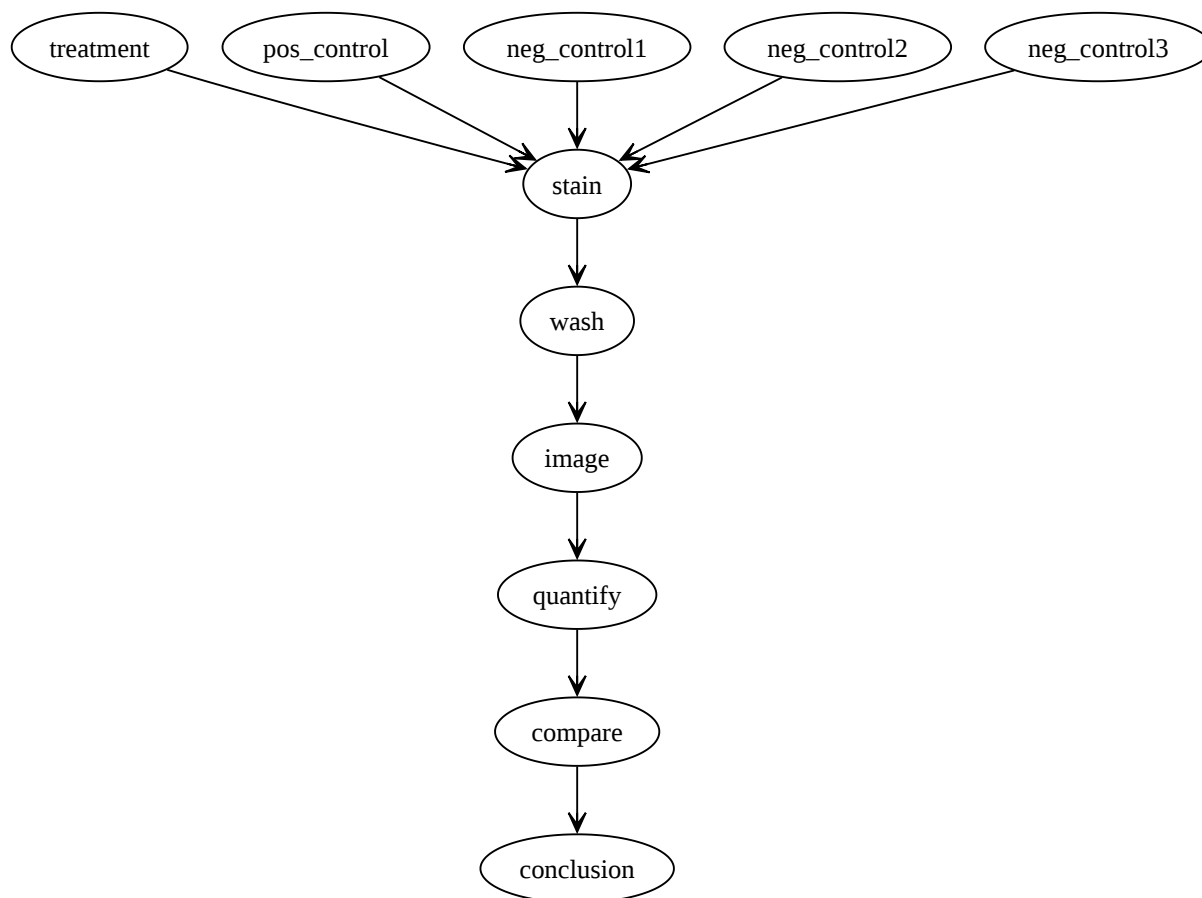 treatment pos_control neg_control1 neg_control2 neg_control3
stain
wash
image
quantify
compare
conclusion